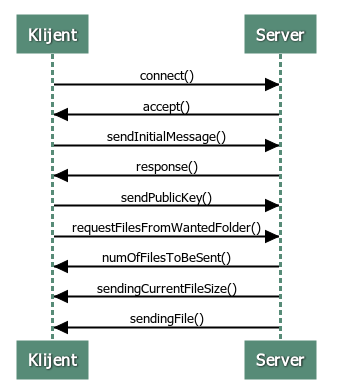 Klijent Server
connect()
accept()
sendInitialMessage()
response()
sendPublicKey()
requestFilesFromWantedFolder()
numOfFilesToBeSent()
sendingCurrentFileSize()
sendingFile()
Klijent Server